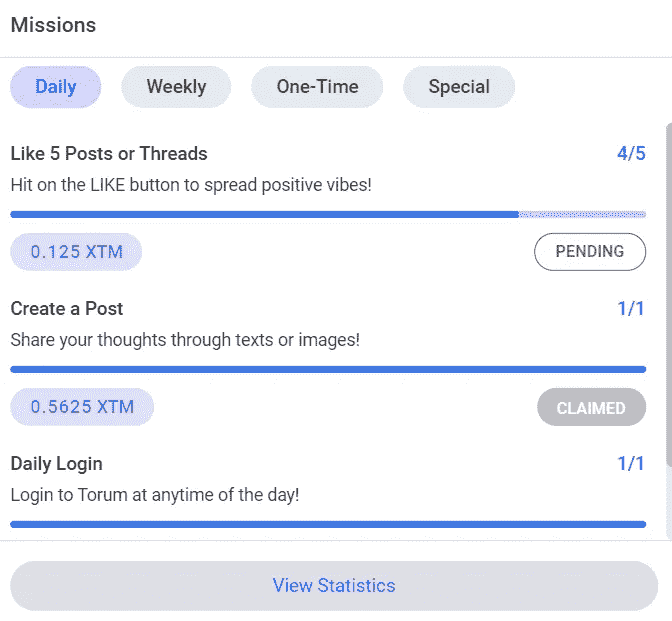 Missions
Daily Weekly One-Time Special
Like 5 Posts or Threads 4/5
Hit on the LIKE button to spread positive vibes!
0.125 XTM PENDING
Create a Post 1/1
Share your thoughts through texts or images!
0.5625 XTM CLAIMED
Daily Login 1/1
Login to Torum at anytime of the day!
View Statistics